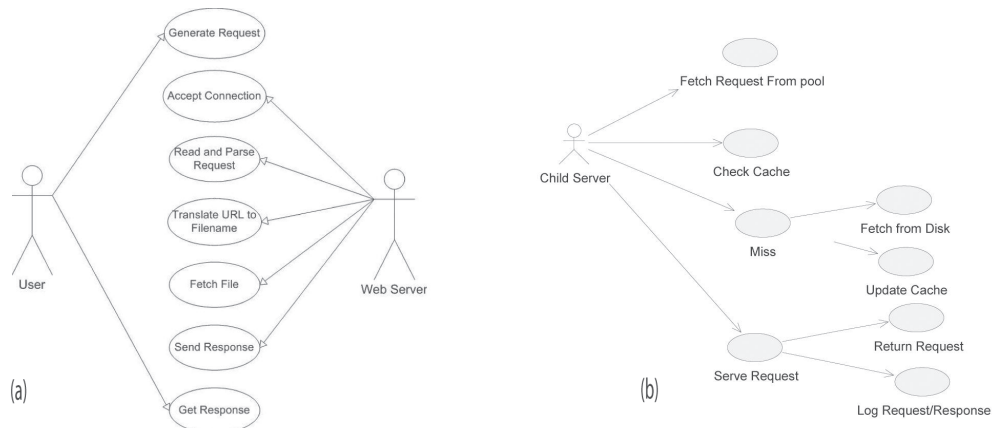 Generate Request
Accept Connection
Read and Parse
Request
Translate URL to
Filename
Fetch File
Send Response
Get Response
User
Web Server
(a)
Fetch Request From pool
Child Server
Check Cache
Miss
Fetch from Disk
Update Cache
Serve Request
Return Request
Log Request/Response
(b)